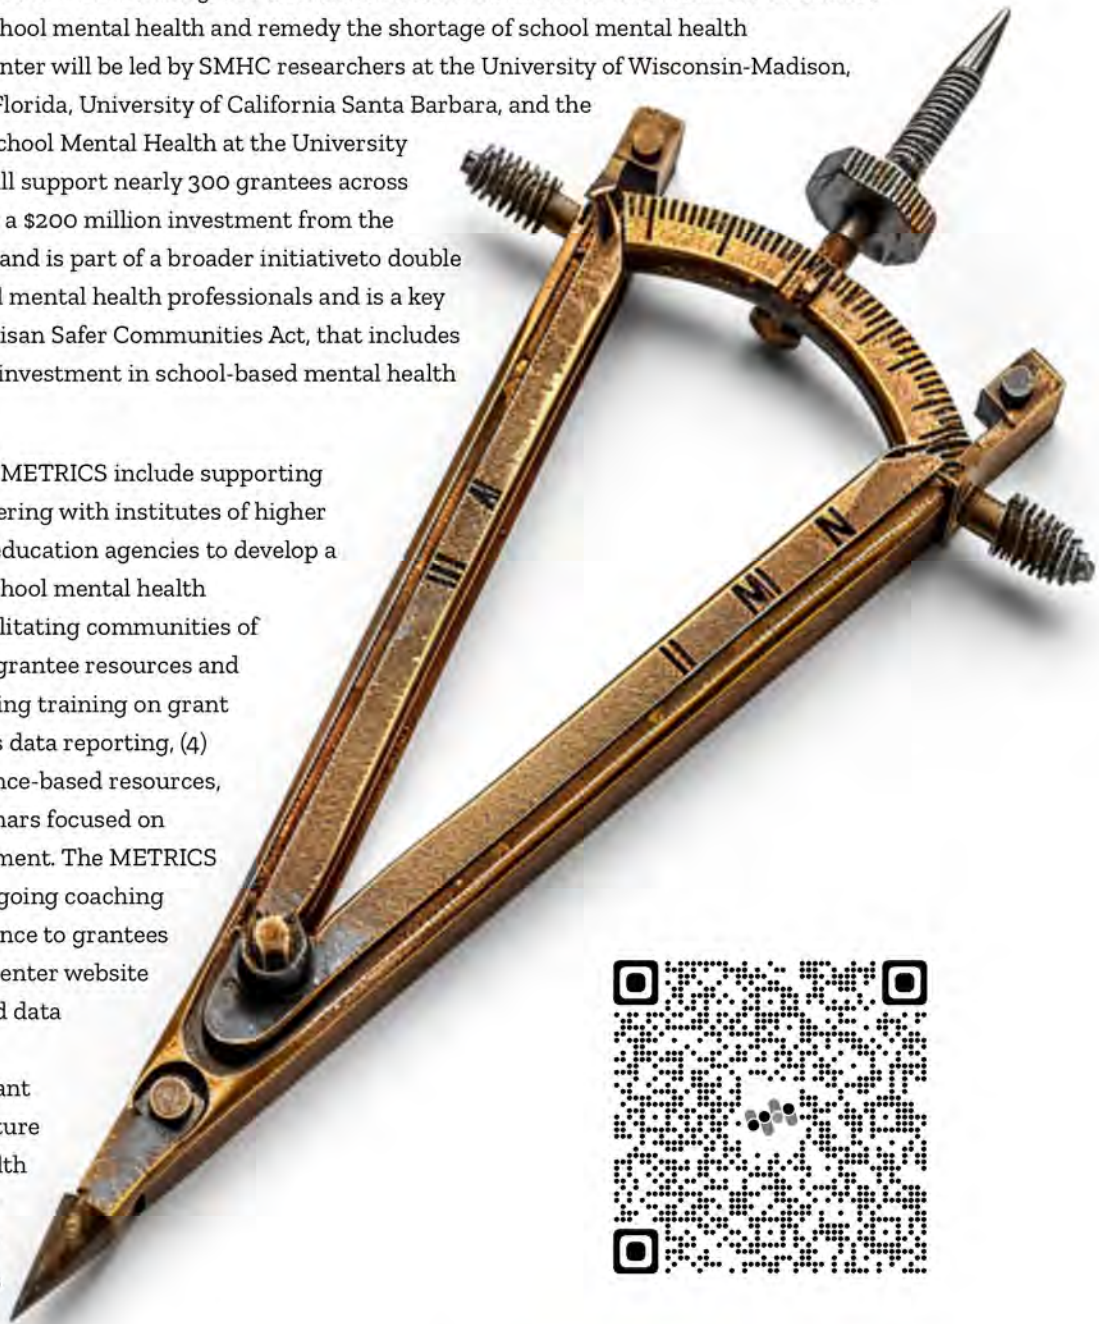 hool mental health and remedy the shortage of school mental health
nter will be led by SMHC researchers at the University of Wisconsin-Madison,
Florida, University of California Santa Barbara, and the
chool Mental Health at the University
ll support nearly 300 grantees across
a $200 million investment from the
and is part of a broader initiativeto double
l mental health professionals and is a key
isan Safer Communities Act, that includes
investment in school-based mental health
METRICS include supporting
ering with institutes of higher
education agencies to develop a
hool mental health
litating communities of
grantee resources and
ing training on grant
s data reporting, (4)
nce-based resources,
nars focused on
ment. The METRICS
going coaching
nce to grantees
enter website
d data
ant
ture
lth
III A
II MI N